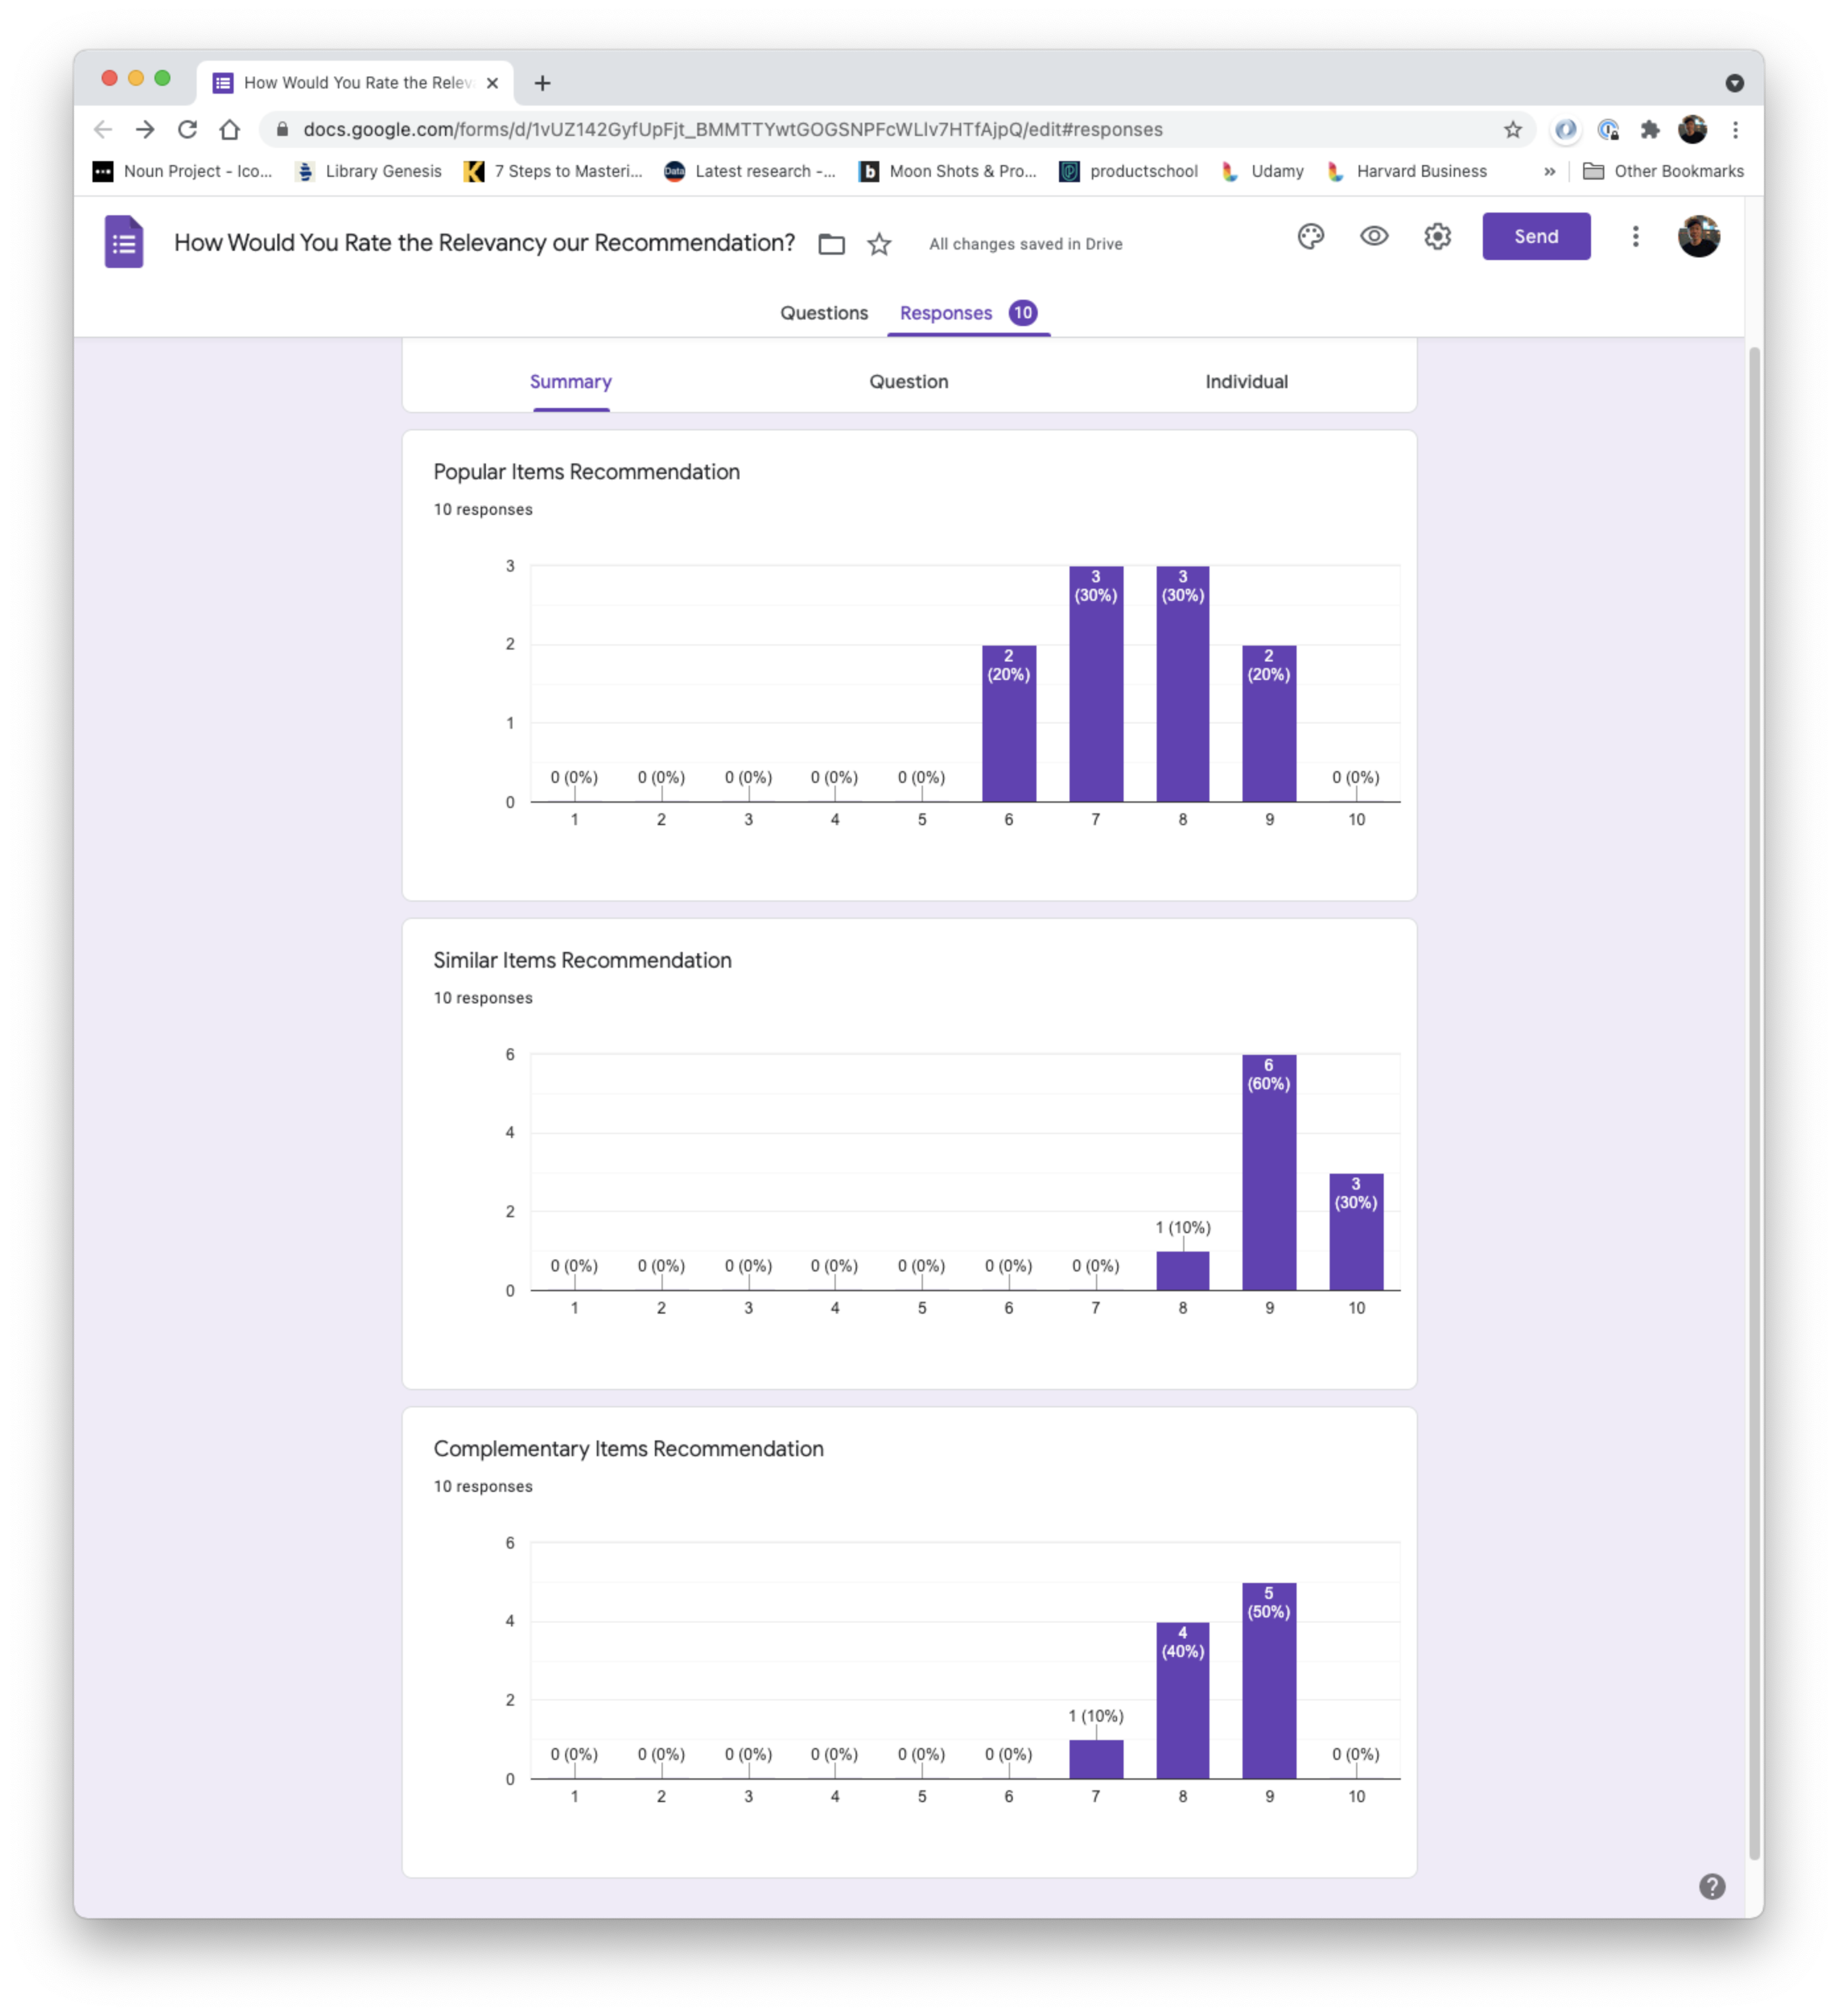 How Would You Rate the Relev
docs.google.com/forms/d/1vUZ142GyfUpFjt_BMMTTYwtGOGSNPFcWLlv7HTfAjpQ/edit#responses
Noun Project - Ico... Library Genesis 7 Steps to Masteri... Data Latest research -... b Moon Shots & Pro... productschool Udamy Harvard Business » Other Bookmarks
How Would You Rate the Relevancy our Recommendation? All changes saved in Drive Send
Questions Responses 10
Summary Question Individual
Popular Items Recommendation
10 responses
3
2
1
0
0 (0%) 0 (0%) 0 (0%) 0 (0%) 0 (0%) 2 (20%) 3 (30%) 3 (30%) 2 (20%) 0 (0%)
1 2 3 4 5 6 7 8 9 10
Similar Items Recommendation
10 responses
6
4
2
0
0 (0%) 0 (0%) 0 (0%) 0 (0%) 0 (0%) 0 (0%) 0 (0%) 1 (10%) 6 (60%) 3 (30%)
1 2 3 4 5 6 7 8 9 10
Complementary Items Recommendation
10 responses
6
4
2
0
0 (0%) 0 (0%) 0 (0%) 0 (0%) 0 (0%) 0 (0%) 1 (10%) 4 (40%) 5 (50%) 0 (0%)
1 2 3 4 5 6 7 8 9 10
?